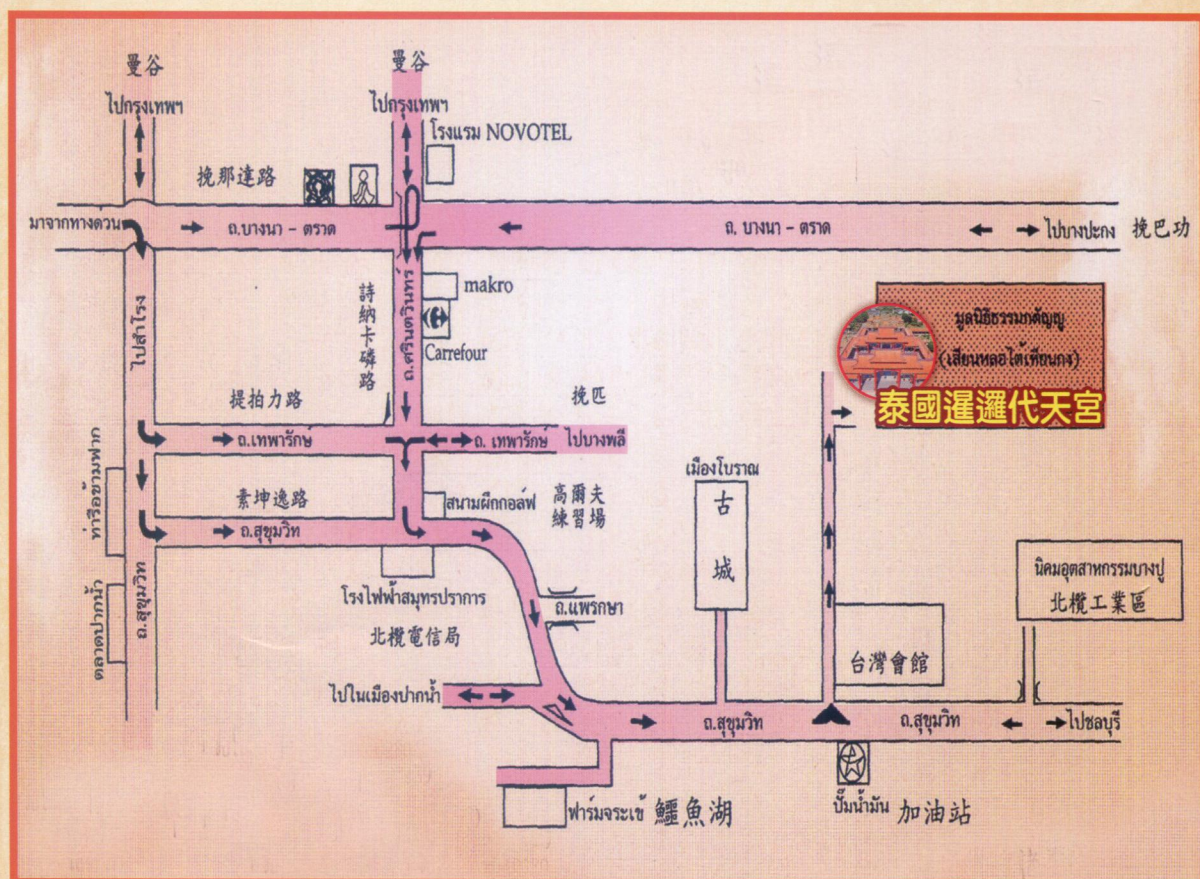 曼谷
ไปกรุงเทพฯ
曼谷
ไปกรุงเทพฯ
โรงแรม NOVOTEL
挽那達路
มาจากทางด่วน
ถ.บางนา - ตราด
ถ. บางนา - ตราด
ไปบางปะกง
挽巴功
ไปสำโรง
詩納卡磷路
ถ.ศรีนครินทร์
makro
Carrefour
มูลนิธิธรรมกตัญญู
(เสียนหลอไต้เทียนกง)
泰國暹邏代天宮
提拍力路
挽匹
ถ.เทพารักษ์
ถ. เทพารักษ์
ไปบางพลี
ท่าเรือข้ามฟาก
素坤逸路
ถ.สุขุมวิท
สนามฝึกกอล์ฟ
高爾夫
練習場
เมืองโบราณ
古城
ตลาดปากน้ำ
ถ.สุขุมวิท
โรงไฟฟ้าสมุทรปราการ
北欖電信局
ถ.แพรกษา
นิคมอุตสาหกรรมบางปู
北欖工業區
台灣會館
ไปในเมืองปากน้ำ
ถ.สุขุมวิท
ถ.สุขุมวิท
ไปชลบุรี
ฟาร์มจระเข้ 鱷魚湖
ปั๊มน้ำมัน 加油站